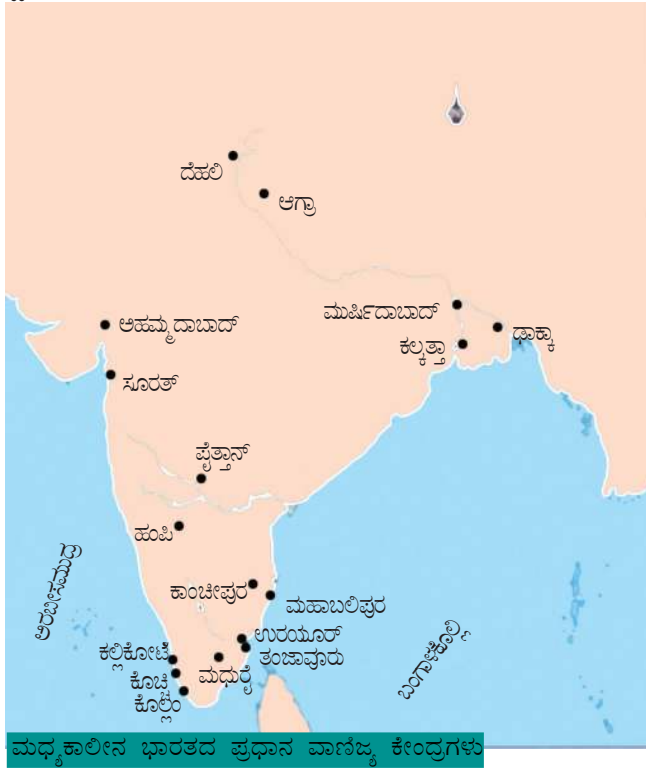 ದೆಹಲಿ
ಆಗ್ರಾ
ಮುರ್ಷಿದಾಬಾದ್
ಅಹಮ್ಮದಾಬಾದ್
ಢಾಕ್ಕಾ
ಕಲ್ಕತ್ತಾ
ಸೂರತ್
ಪೈತ್ತಾನ್
ಹಂಪಿ
ಅರಬೀಸಮುದ್ರ
ಕಾಂಚೀಪುರ
ಮಹಾಬಲಿಪುರ
ಉರಯೂರ್
ಬಂಗಾಳಕೊಲ್ಲಿ
ಕಲ್ಲಿಕೋಟೆ
ತಂಜಾವೂರು
ಮಧುರೈ
ಕೊಚ್ಚಿ
ಕೊಲ್ಲಂ
ಮಧ್ಯಕಾಲೀನ ಭಾರತದ ಪ್ರಧಾನ ವಾಣಿಜ್ಯ ಕೇಂದ್ರಗಳು